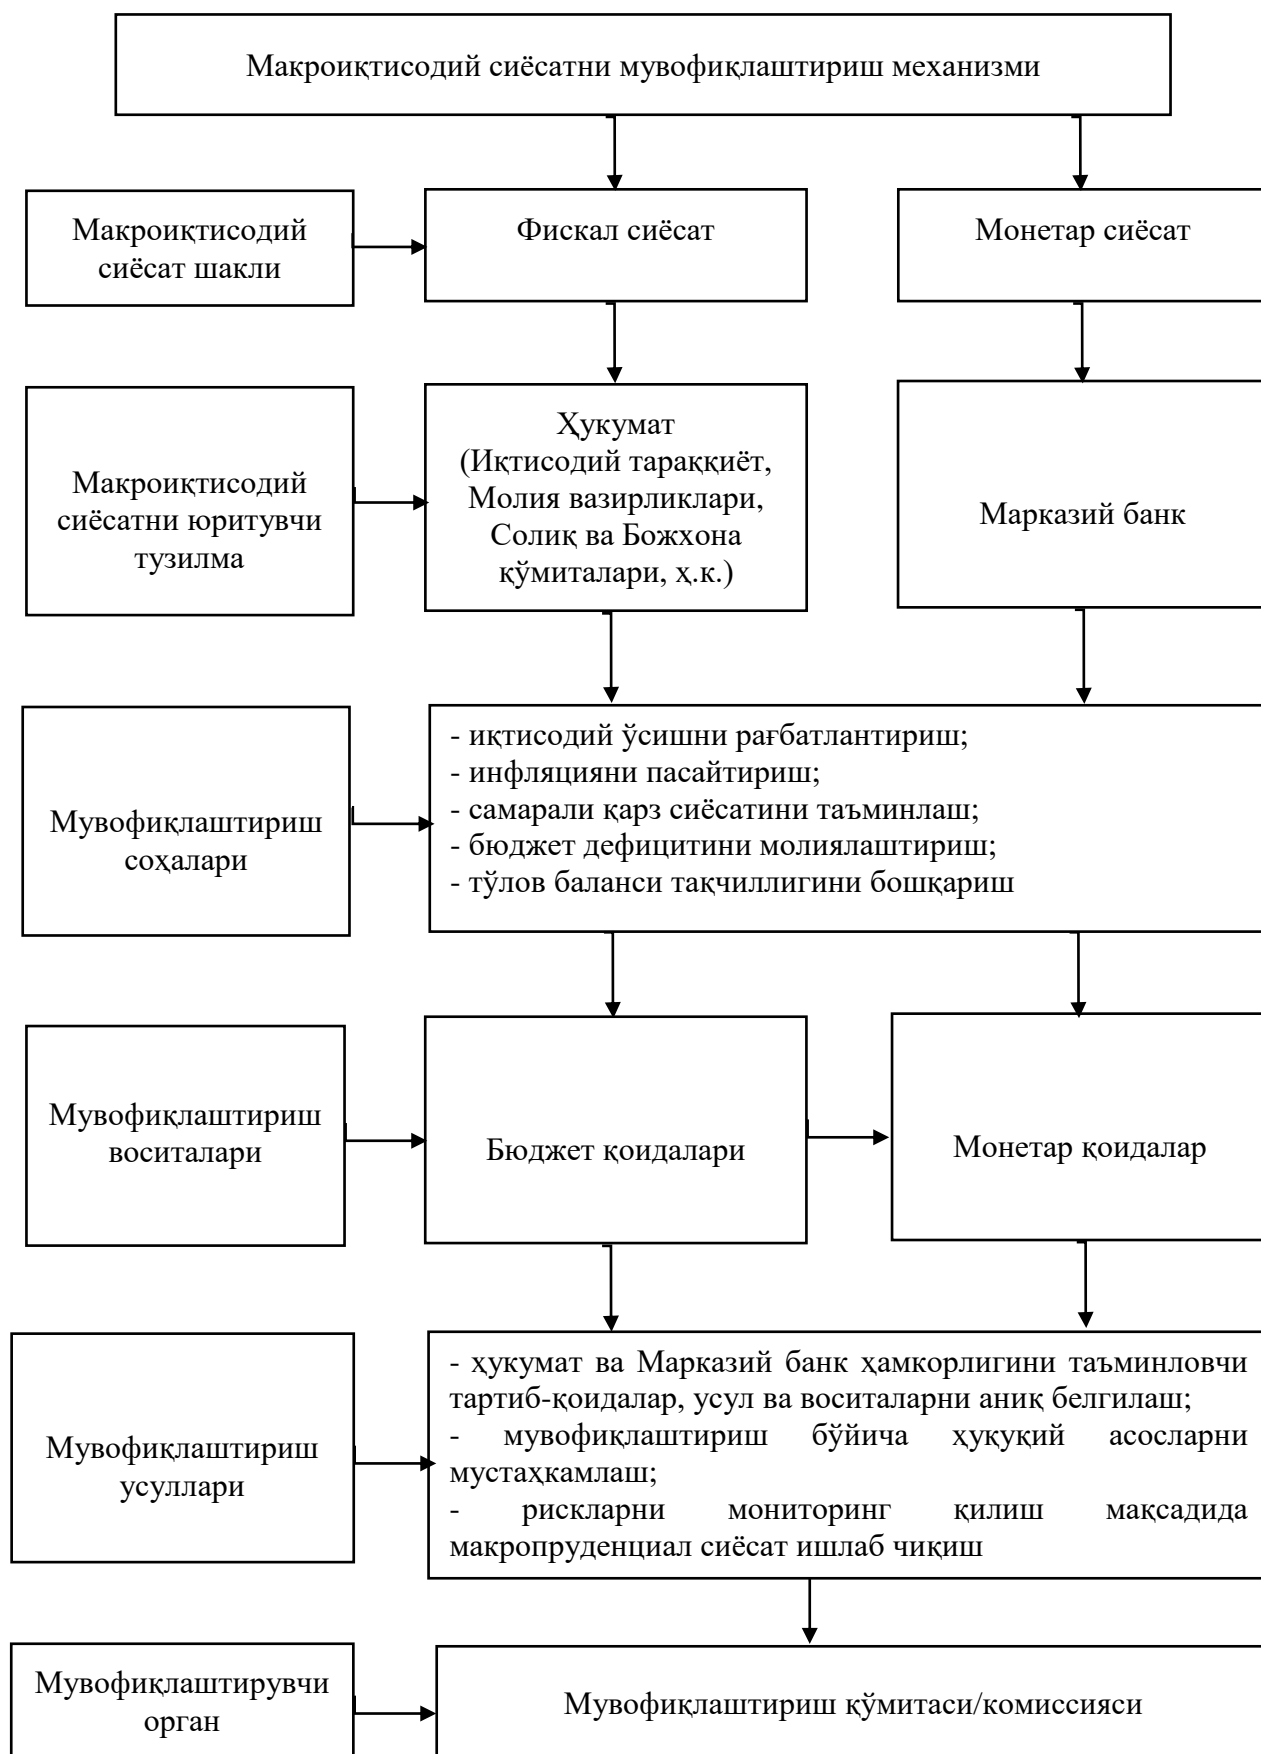 Макроиқтисодий сиёсатни мувофиқлаштириш механизми
Макроиқтисодий
сиёсат шакли
Фискал сиёсат
Монетар сиёсат
Макроиқтисодий
сиёсатни юритувчи
тузилма
Ҳукумат
(Иқтисодий тараққиёт,
Молия вазирликлари,
Солиқ ва Божхона
қўмиталари, ҳ.к.)
Марказий банк
Мувофиқлаштириш
соҳалари
- иқтисодий ўсишни рағбатлантириш;
- инфляцияни пасайтириш;
- самарали қарз сиёсатини таъминлаш;
- бюджет дефицитини молиялаштириш;
- тўлов баланси тақчиллигини бошқариш
Мувофиқлаштириш
воситалари
Бюджет қоидалари
Монетар қоидалар
Мувофиқлаштириш
усуллари
- ҳукумат ва Марказий банк ҳамкорлигини таъминловчи
тартиб-қоидалар, усул ва воситаларни аниқ белгилаш;
- мувофиқлаштириш бўйича ҳуқуқий асосларни
мустаҳкамлаш;
- рискларни мониторинг қилиш мақсадида
макропруденциал сиёсат ишлаб чиқиш
Мувофиқлаштирувчи
орган
Мувофиқлаштириш қўмитаси/комиссияси